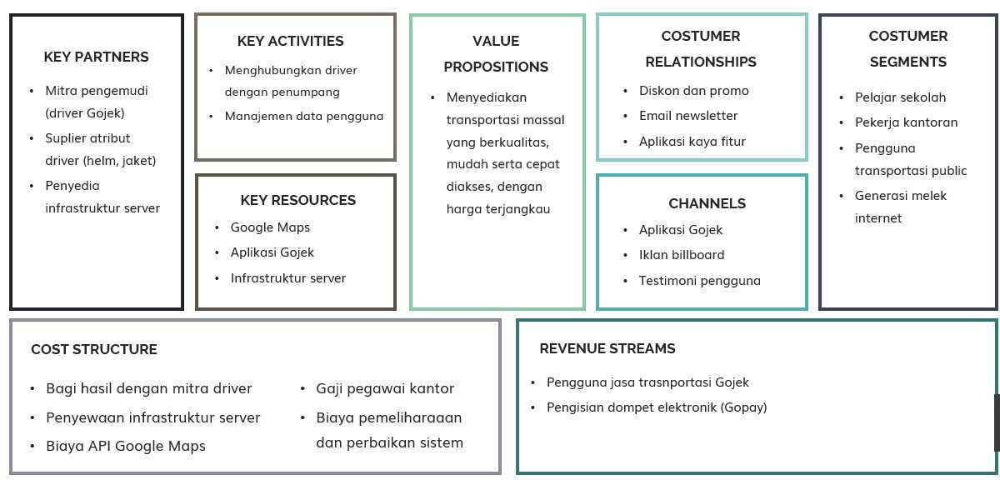 KEY PARTNERS
• Mitra pengemudi
(driver Gojek)
• Suplier atribut
driver (helm, jaket)
• Penyedia
infrastruktur server
KEY ACTIVITIES
• Menghubungkan driver
dengan penumpang
• Manajemen data pengguna
KEY RESOURCES
• Google Maps
• Aplikasi Gojek
• Infrastruktur server
VALUE
PROPOSITIONS
• Menyediakan
transportasi massal
yang berkualitas,
mudah serta cepat
diakses, dengan
harga terjangkau
COSTUMER
RELATIONSHIPS
• Diskon dan promo
• Email newsletter
• Aplikasi kaya fitur
CHANNELS
• Aplikasi Gojek
• Iklan billboard
• Testimoni pengguna
COSTUMER
SEGMENTS
• Pelajar sekolah
• Pekerja kantoran
• Pengguna
transportasi public
• Generasi melek
internet
COST STRUCTURE
• Bagi hasil dengan mitra driver
• Penyewaan infrastruktur server
• Biaya API Google Maps
• Gaji pegawai kantor
• Biaya pemeliharaaan
dan perbaikan sistem
REVENUE STREAMS
• Pengguna jasa trasnportasi Gojek
• Pengisian dompet elektronik (Gopay)